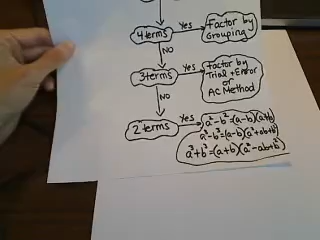 4 terms
Yes
Factor by
Grouping
NO
3 terms
Yes
Factor by
Trial + Error
or
AC Method
NO
2 terms
Yes
a²-b²=(a-b)(a+b)
a³-b³=(a-b)(a²+ab+b²)
a³+b³=(a+b)(a²-ab+b²)